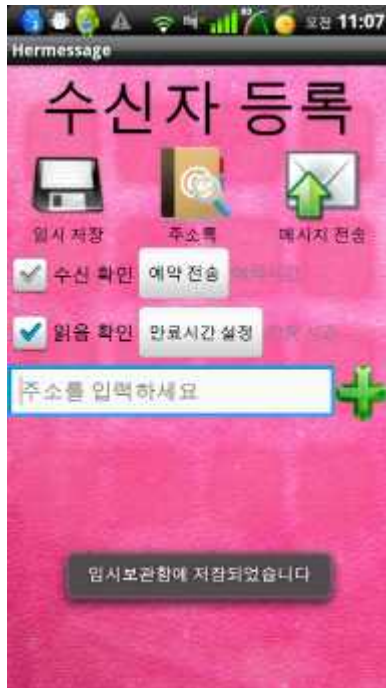 오전 11:07
Hermessage
수신자 등록
임시 저장 주소록 메시지 전송
수신 확인 예약 전송
읽음 확인 만료시간 설정
주소를 입력하세요
임시보관함에 저장되었습니다